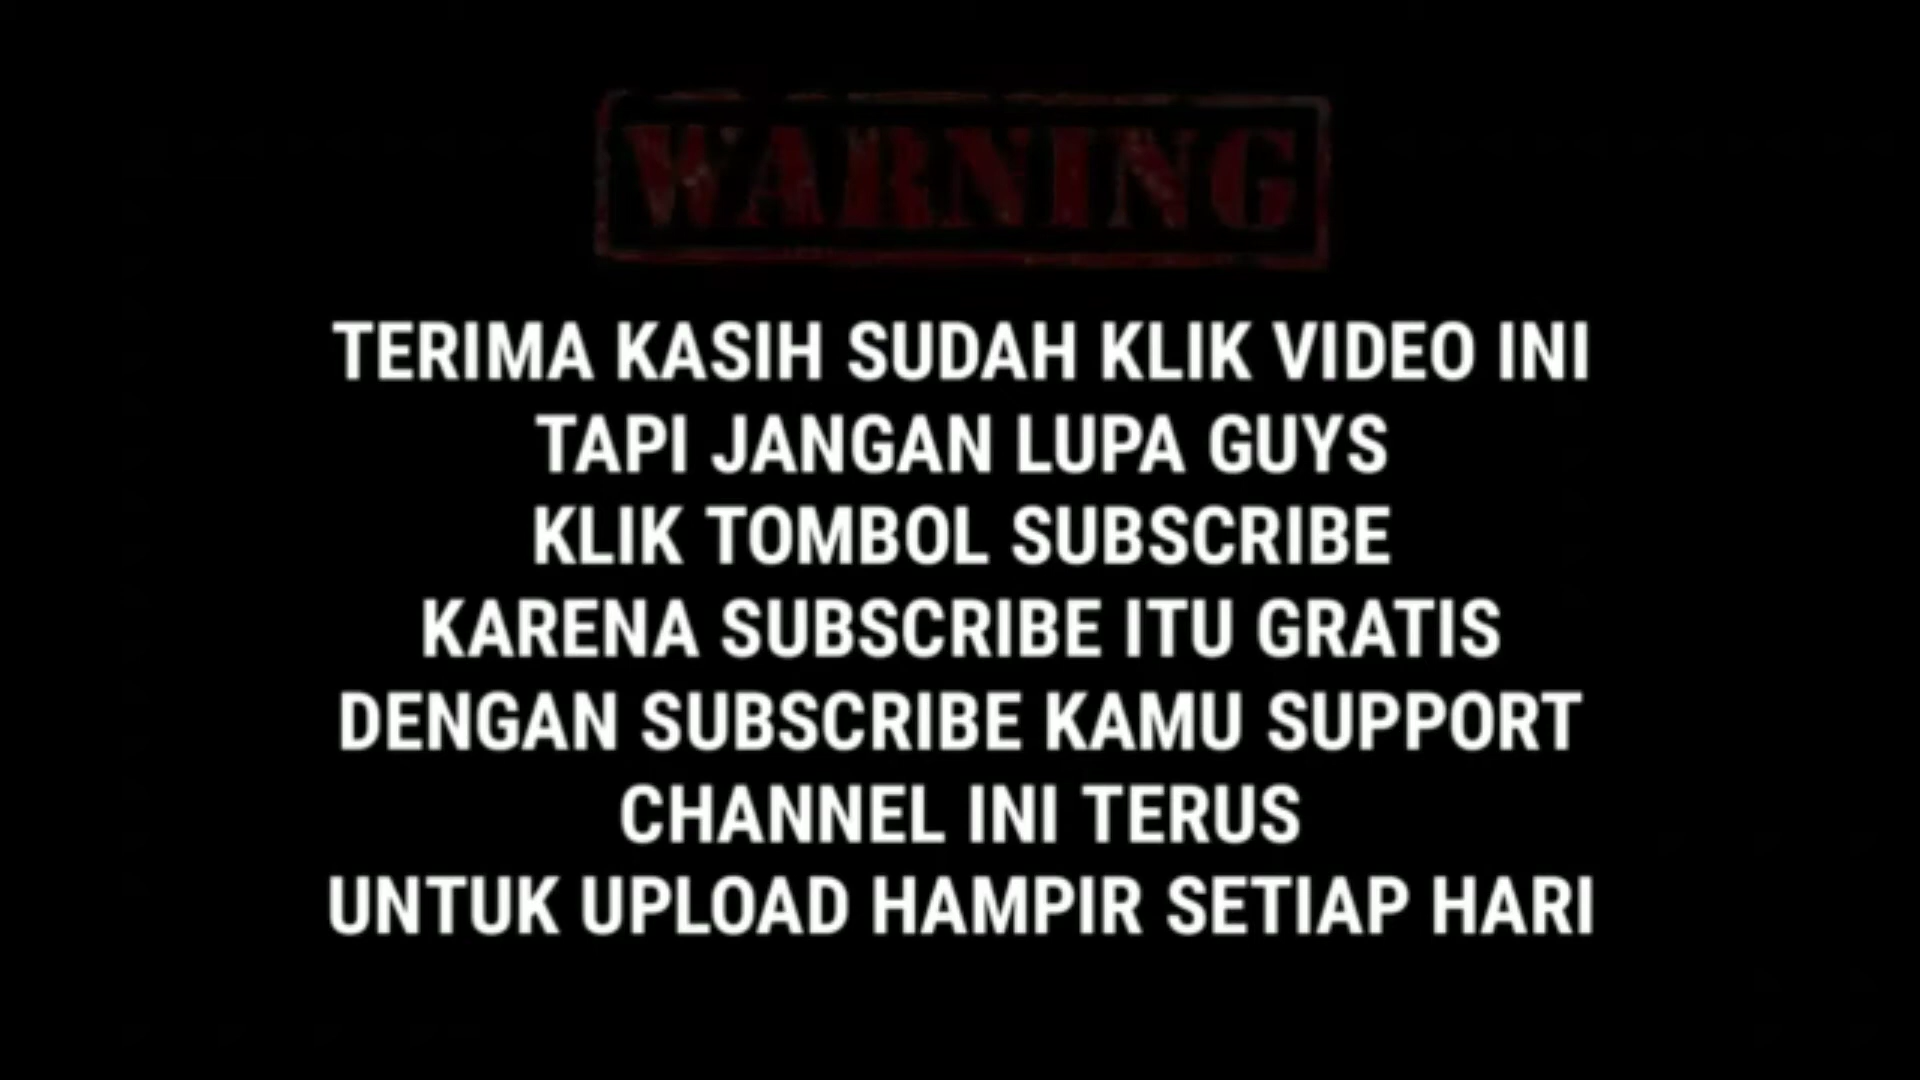 WARNING
TERIMA KASIH SUDAH KLIK VIDEO INI
TAPI JANGAN LUPA GUYS
KLIK TOMBOL SUBSCRIBE
KARENA SUBSCRIBE ITU GRATIS
DENGAN SUBSCRIBE KAMU SUPPORT
CHANNEL INI TERUS
UNTUK UPLOAD HAMPIR SETIAP HARI